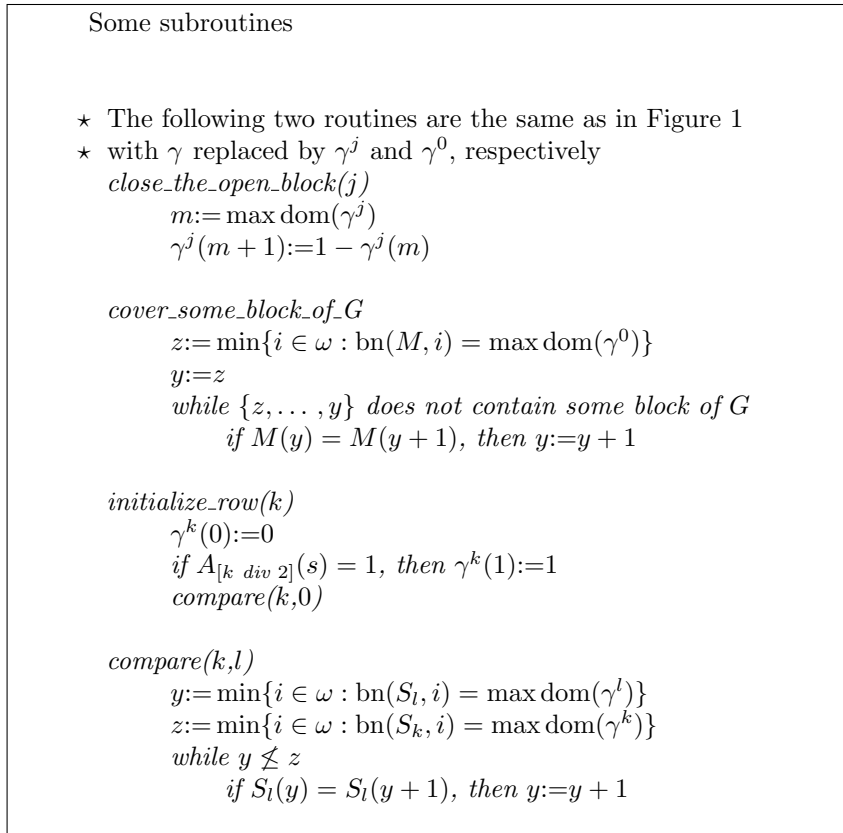 Some subroutines
⋆ The following two routines are the same as in Figure 1
⋆ with γ replaced by γ^j and γ^0, respectively
close_the_open_block(j)
m:= max dom(γ^j)
γ^j(m + 1):=1 − γ^j(m)
cover_some_block_of_G
z:= min{i ∈ ω : bn(M, i) = max dom(γ^0)}
y:=z
while {z, . . . , y} does not contain some block of G
if M(y) = M(y + 1), then y:=y + 1
initialize_row(k)
γ^k(0):=0
if A_{[k div 2]}(s) = 1, then γ^k(1):=1
compare(k,0)
compare(k,l)
y:= min{i ∈ ω : bn(S_l, i) = max dom(γ^l)}
z:= min{i ∈ ω : bn(S_k, i) = max dom(γ^k)}
while y ≰ z
if S_l(y) = S_l(y + 1), then y:=y + 1